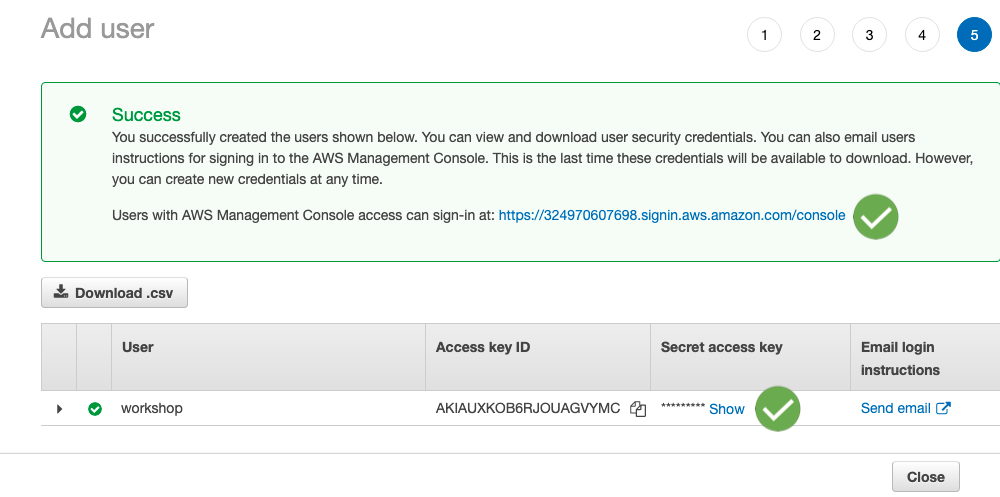 Add user
1 2 3 4 5
Success
You successfully created the users shown below. You can view and download user security credentials. You can also email users
instructions for signing in to the AWS Management Console. This is the last time these credentials will be available to download. However,
you can create new credentials at any time.
Users with AWS Management Console access can sign-in at: https://324970607698.signin.aws.amazon.com/console
Download .csv
User Access key ID Secret access key Email login
instructions
workshop AKIAUXKOB6RJOUAGVYMC ********* Show Send email
Close